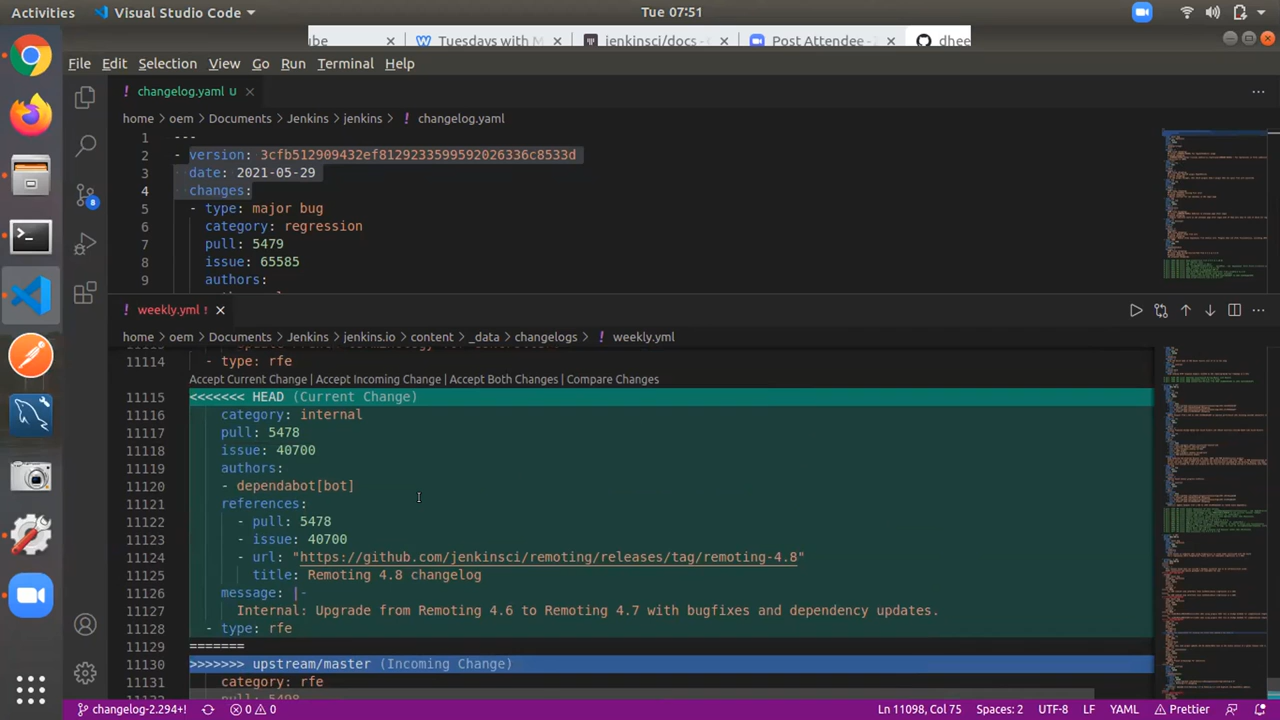 Activities
Visual Studio Code
Tue 07:51
ube
Tuesdays with M
jenkinsci/docs -
Post Attendee - 2
dhee
File Edit Selection View Go Run Terminal Help
changelog.yaml U
home > oem > Documents > Jenkins > jenkins > ! changelog.yaml
1 ---
2 - version: 3cfb512909432ef8129233599592026336c8533d
3 date: 2021-05-29
4 changes:
5 - type: major bug
6 category: regression
7 pull: 5479
8 issue: 65585
9 authors:
8
weekly.yml !
home > oem > Documents > Jenkins > jenkins.io > content > _data > changelogs > ! weekly.yml
11114 - type: rfe
Accept Current Change | Accept Incoming Change | Accept Both Changes | Compare Changes
11115 <<<<<<< HEAD (Current Change)
11116 category: internal
11117 pull: 5478
11118 issue: 40700
11119 authors:
11120 - dependabot[bot]
11121 references:
11122 - pull: 5478
11123 - issue: 40700
11124 - url: "https://github.com/jenkinsci/remoting/releases/tag/remoting-4.8"
11125 title: Remoting 4.8 changelog
11126 message: |-
11127 Internal: Upgrade from Remoting 4.6 to Remoting 4.7 with bugfixes and dependency updates.
11128 - type: rfe
11129 =======
11130 >>>>>>> upstream/master (Incoming Change)
11131 category: rfe
11132 pull: 5498
changelog-2.294+!
0 0
Ln 11098, Col 75
Spaces: 2
UTF-8
LF
YAML
Prettier